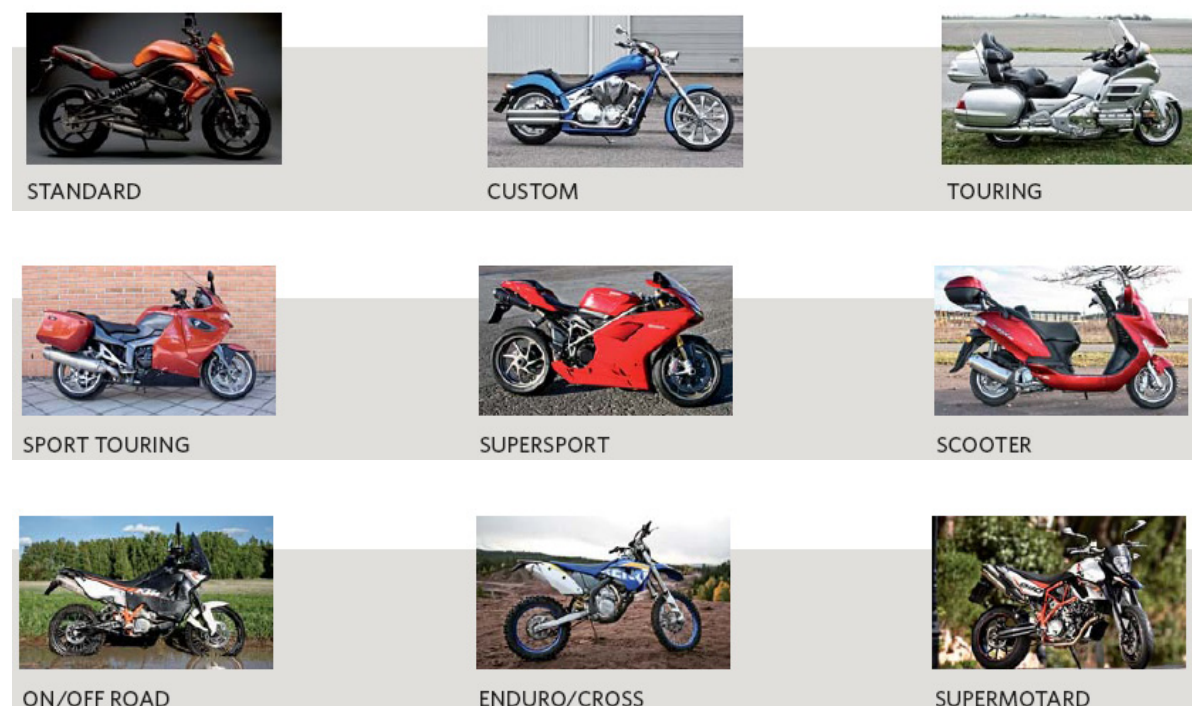 STANDARD
CUSTOM
TOURING
SPORT TOURING
SUPERSPORT
SCOOTER
ON/OFF ROAD
ENDURO/CROSS
SUPERMOTARD